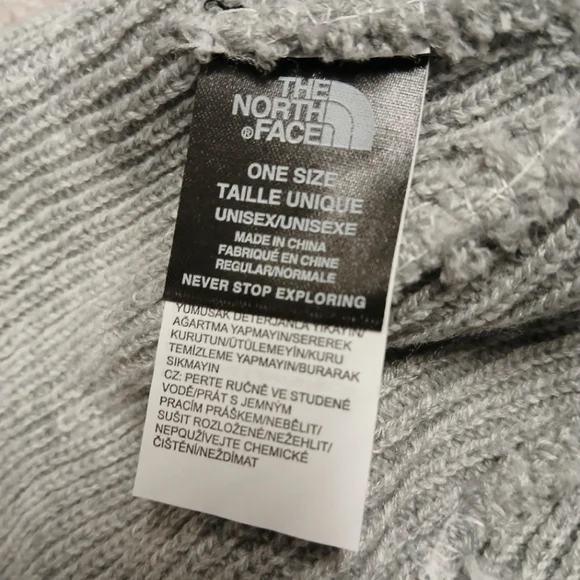 THE
NORTH
®FACE
ONE SIZE
TAILLE UNIQUE
UNISEX/UNISEXE
MADE IN CHINA
FABRIQUÉ EN CHINE
REGULAR/NORMALE
NEVER STOP EXPLORING
YUMUSAK DETERJANLA YIKAYIN/
AĞARTMA YAPMAYIN/SEREREK
KURUTUN/ÜTÜLEMEYİN/KURU
TEMİZLEME YAPMAYIN/BURARAK
SIKMAYIN
CZ: PERTE RUČNĚ VE STUDENÉ
VODĚ/PRÁT S JEMNÝM
PRACÍM PRÁŠKEM/NEBĚLIT/
SUŠIT ROZLOŽENÉ/NEŽEHLIT/
NEPOUŽÍVEJTE CHEMICKÉ
ČIŠTĚNÍ/NEŽDÍMAT